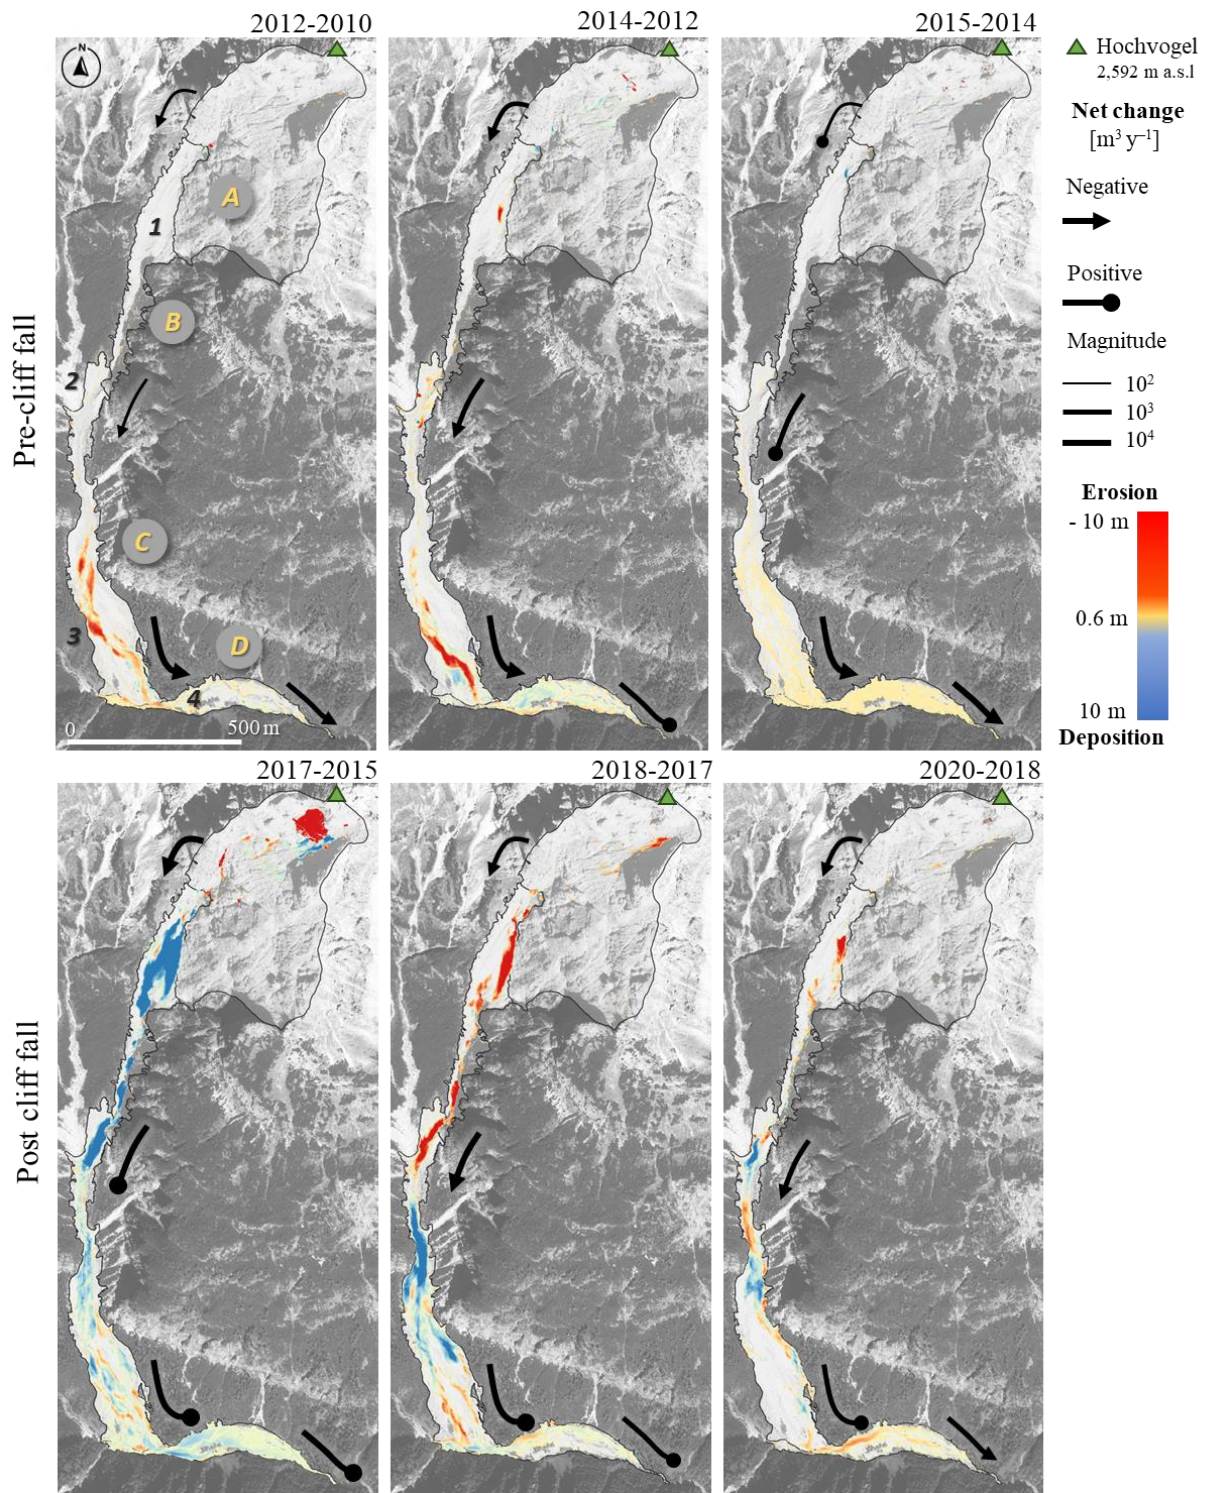 2012-2010
2014-2012
2015-2014
N
Hochvogel
2,592 m a.s.l
Net change
[m³ y⁻¹]
Negative
Positive
Magnitude
10²
10³
10⁴
Erosion
- 10 m
0.6 m
10 m
Deposition
Pre-cliff fall
A
1
B
2
C
3
D
4
0
500 m
2017-2015
2018-2017
2020-2018
Post cliff fall